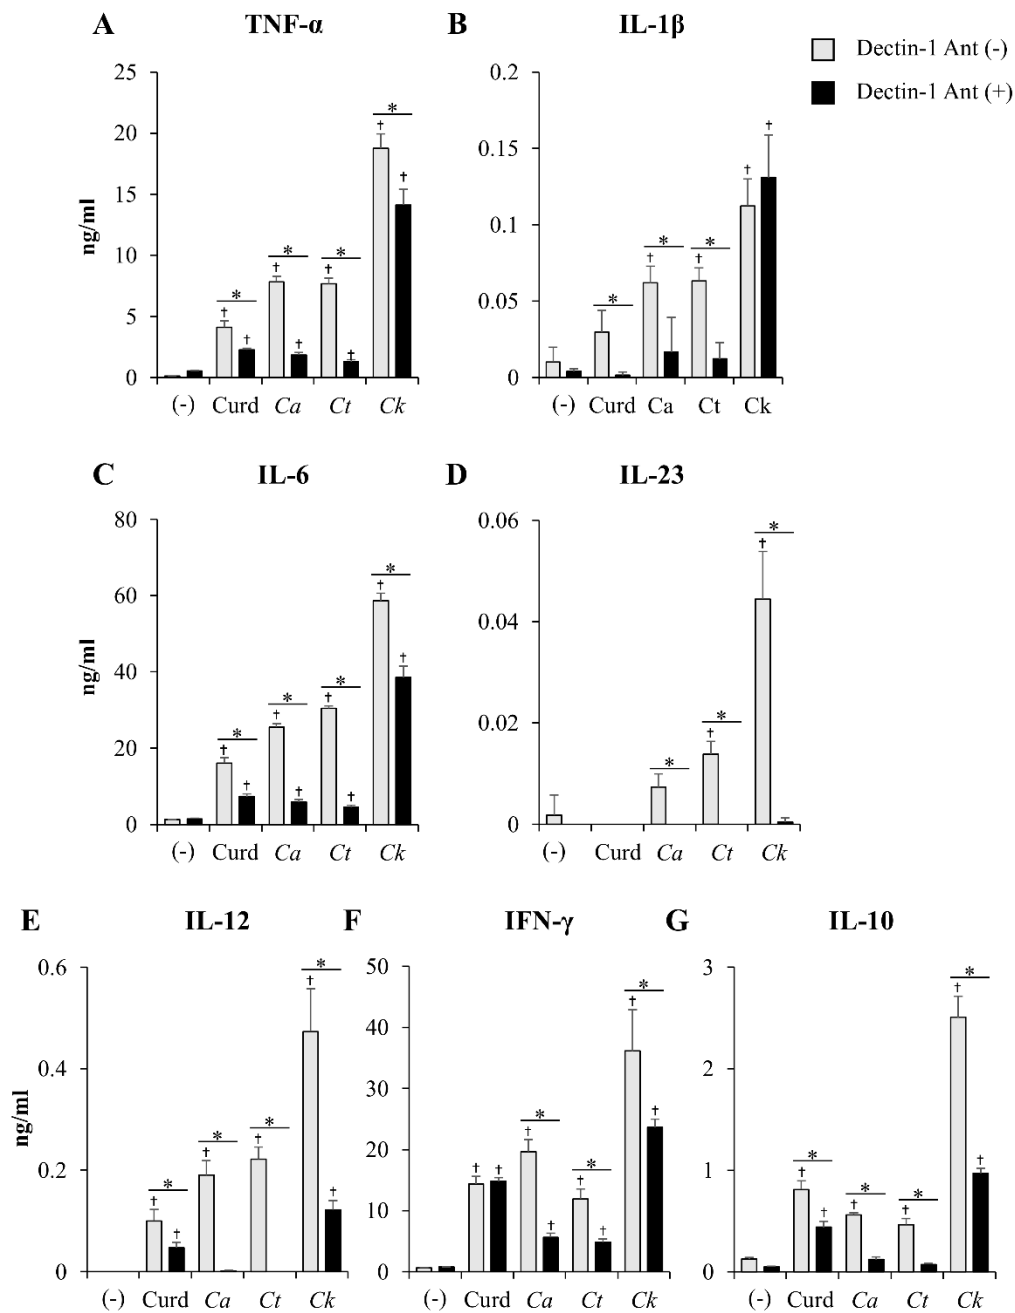 A TNF-α
B IL-1β
Dectin-1 Ant (-)
Dectin-1 Ant (+)
25
20
15
10
5
0
ng/ml
* * * * † † † † † † † †
(-) Curd Ca Ct Ck
0.2
0.15
0.1
0.05
0
* * * † † † †
(-) Curd Ca Ct Ck
C IL-6
80
60
40
20
0
ng/ml
* * * * † † † † † † † †
(-) Curd Ca Ct Ck
D IL-23
0.06
0.04
0.02
0
* * * † †
(-) Curd Ca Ct Ck
E IL-12
0.6
0.4
0.2
0
ng/ml
* * * * † † † † † †
(-) Curd Ca Ct Ck
F IFN-γ
50
40
30
20
10
0
* * * † † † † † † † †
(-) Curd Ca Ct Ck
G IL-10
3
2
1
0
* * * * † † † † † †
(-) Curd Ca Ct Ck